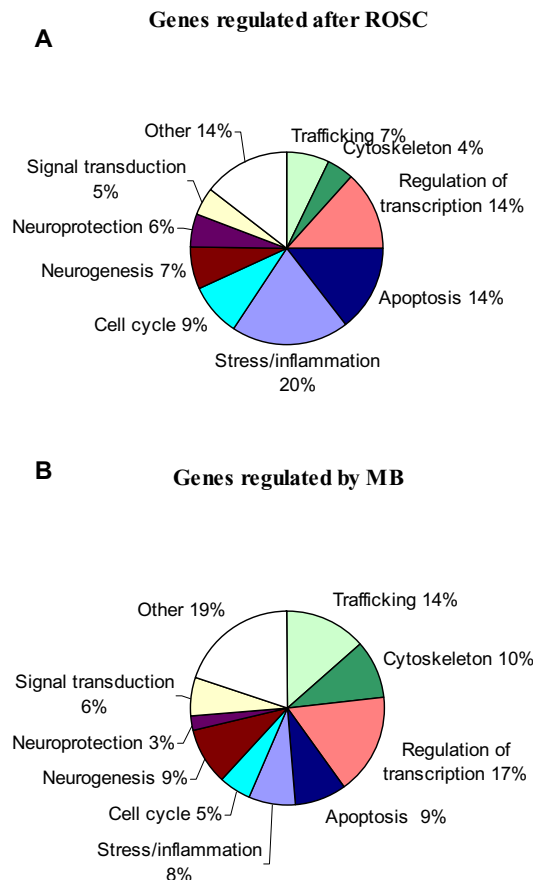 Genes regulated after ROSC
A
Other 14%
Trafficking 7%
Cytoskeleton 4%
Signal transduction
5%
Regulation of
transcription 14%
Neuroprotection 6%
Neurogenesis 7%
Apoptosis 14%
Cell cycle 9%
Stress/inflammation
20%
B
Genes regulated by MB
Other 19%
Trafficking 14%
Cytoskeleton 10%
Signal transduction
6%
Neuroprotection 3%
Regulation of
transcription 17%
Neurogenesis 9%
Cell cycle 5%
Apoptosis 9%
Stress/inflammation
8%